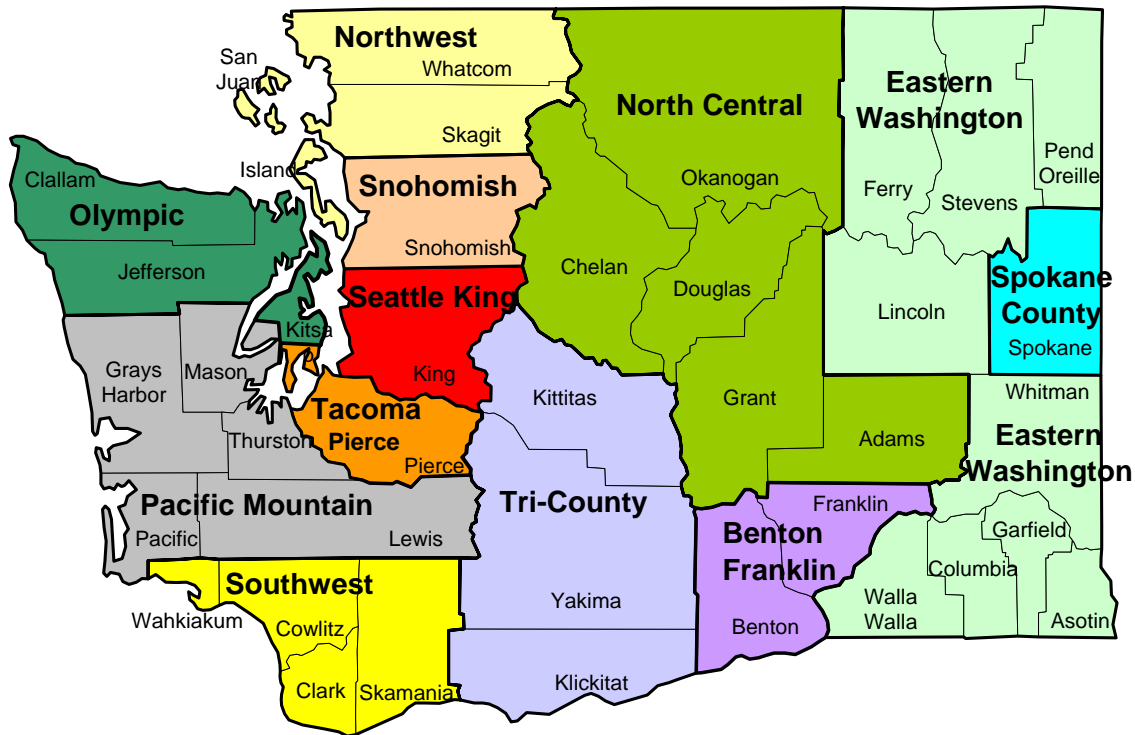 Northwest
San
Juan
Whatcom
Skagit
Island
Eastern
Washington
North Central
Pend
Oreille
Okanogan
Ferry
Stevens
Clallam
Olympic
Jefferson
Snohomish
Snohomish
Chelan
Douglas
Spokane
County
Spokane
Lincoln
Seattle King
King
Kitsa
P
Grays
Harbor
Mason
Thurston
Tacoma
Pierce
Pierce
Kittitas
Grant
Adams
Whitman
Eastern
Washington
Pacific Mountain
Pacific
Lewis
Tri-County
Franklin
Benton
Franklin
Benton
Garfield
Columbia
Walla
Walla
Asotin
Southwest
Wahkiakum
Cowlitz
Clark
Skamania
Yakima
Klickitat